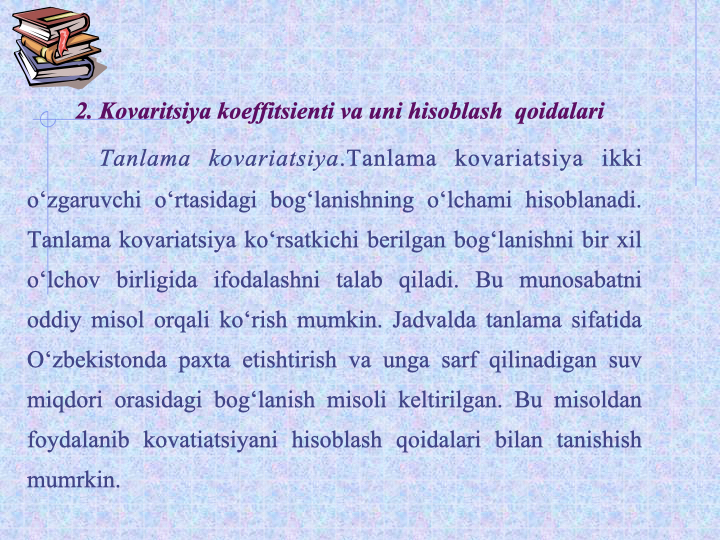 2. Kovaritsiya koeffitsienti va uni hisoblash qoidalari
Tanlama kovariatsiya.Tanlama kovariatsiya ikki
o‘zgaruvchi o‘rtasidagi bog‘lanishning o‘lchami hisoblanadi.
Tanlama kovariatsiya ko‘rsatkichi berilgan bog‘lanishni bir xil
o‘lchov birligida ifodalashni talab qiladi. Bu munosabatni
oddiy misol orqali ko‘rish mumkin. Jadvalda tanlama sifatida
O‘zbekistonda paxta etishtirish va unga sarf qilinadigan suv
miqdori orasidagi bog‘lanish misoli keltirilgan. Bu misoldan
foydalanib kovatiatsiyani hisoblash qoidalari bilan tanishish
mumrkin.